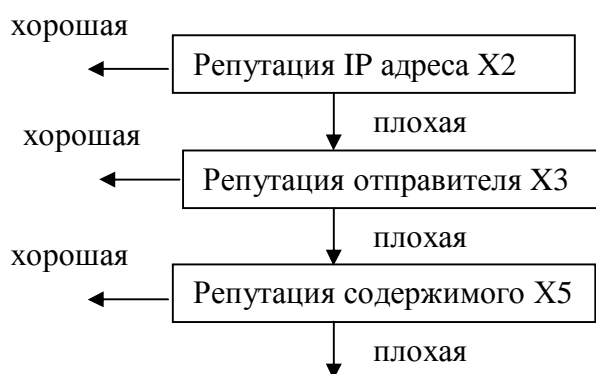 хорошая
Репутация IP адреса X2
плохая
хорошая
Репутация отправителя X3
плохая
хорошая
Репутация содержимого X5
плохая